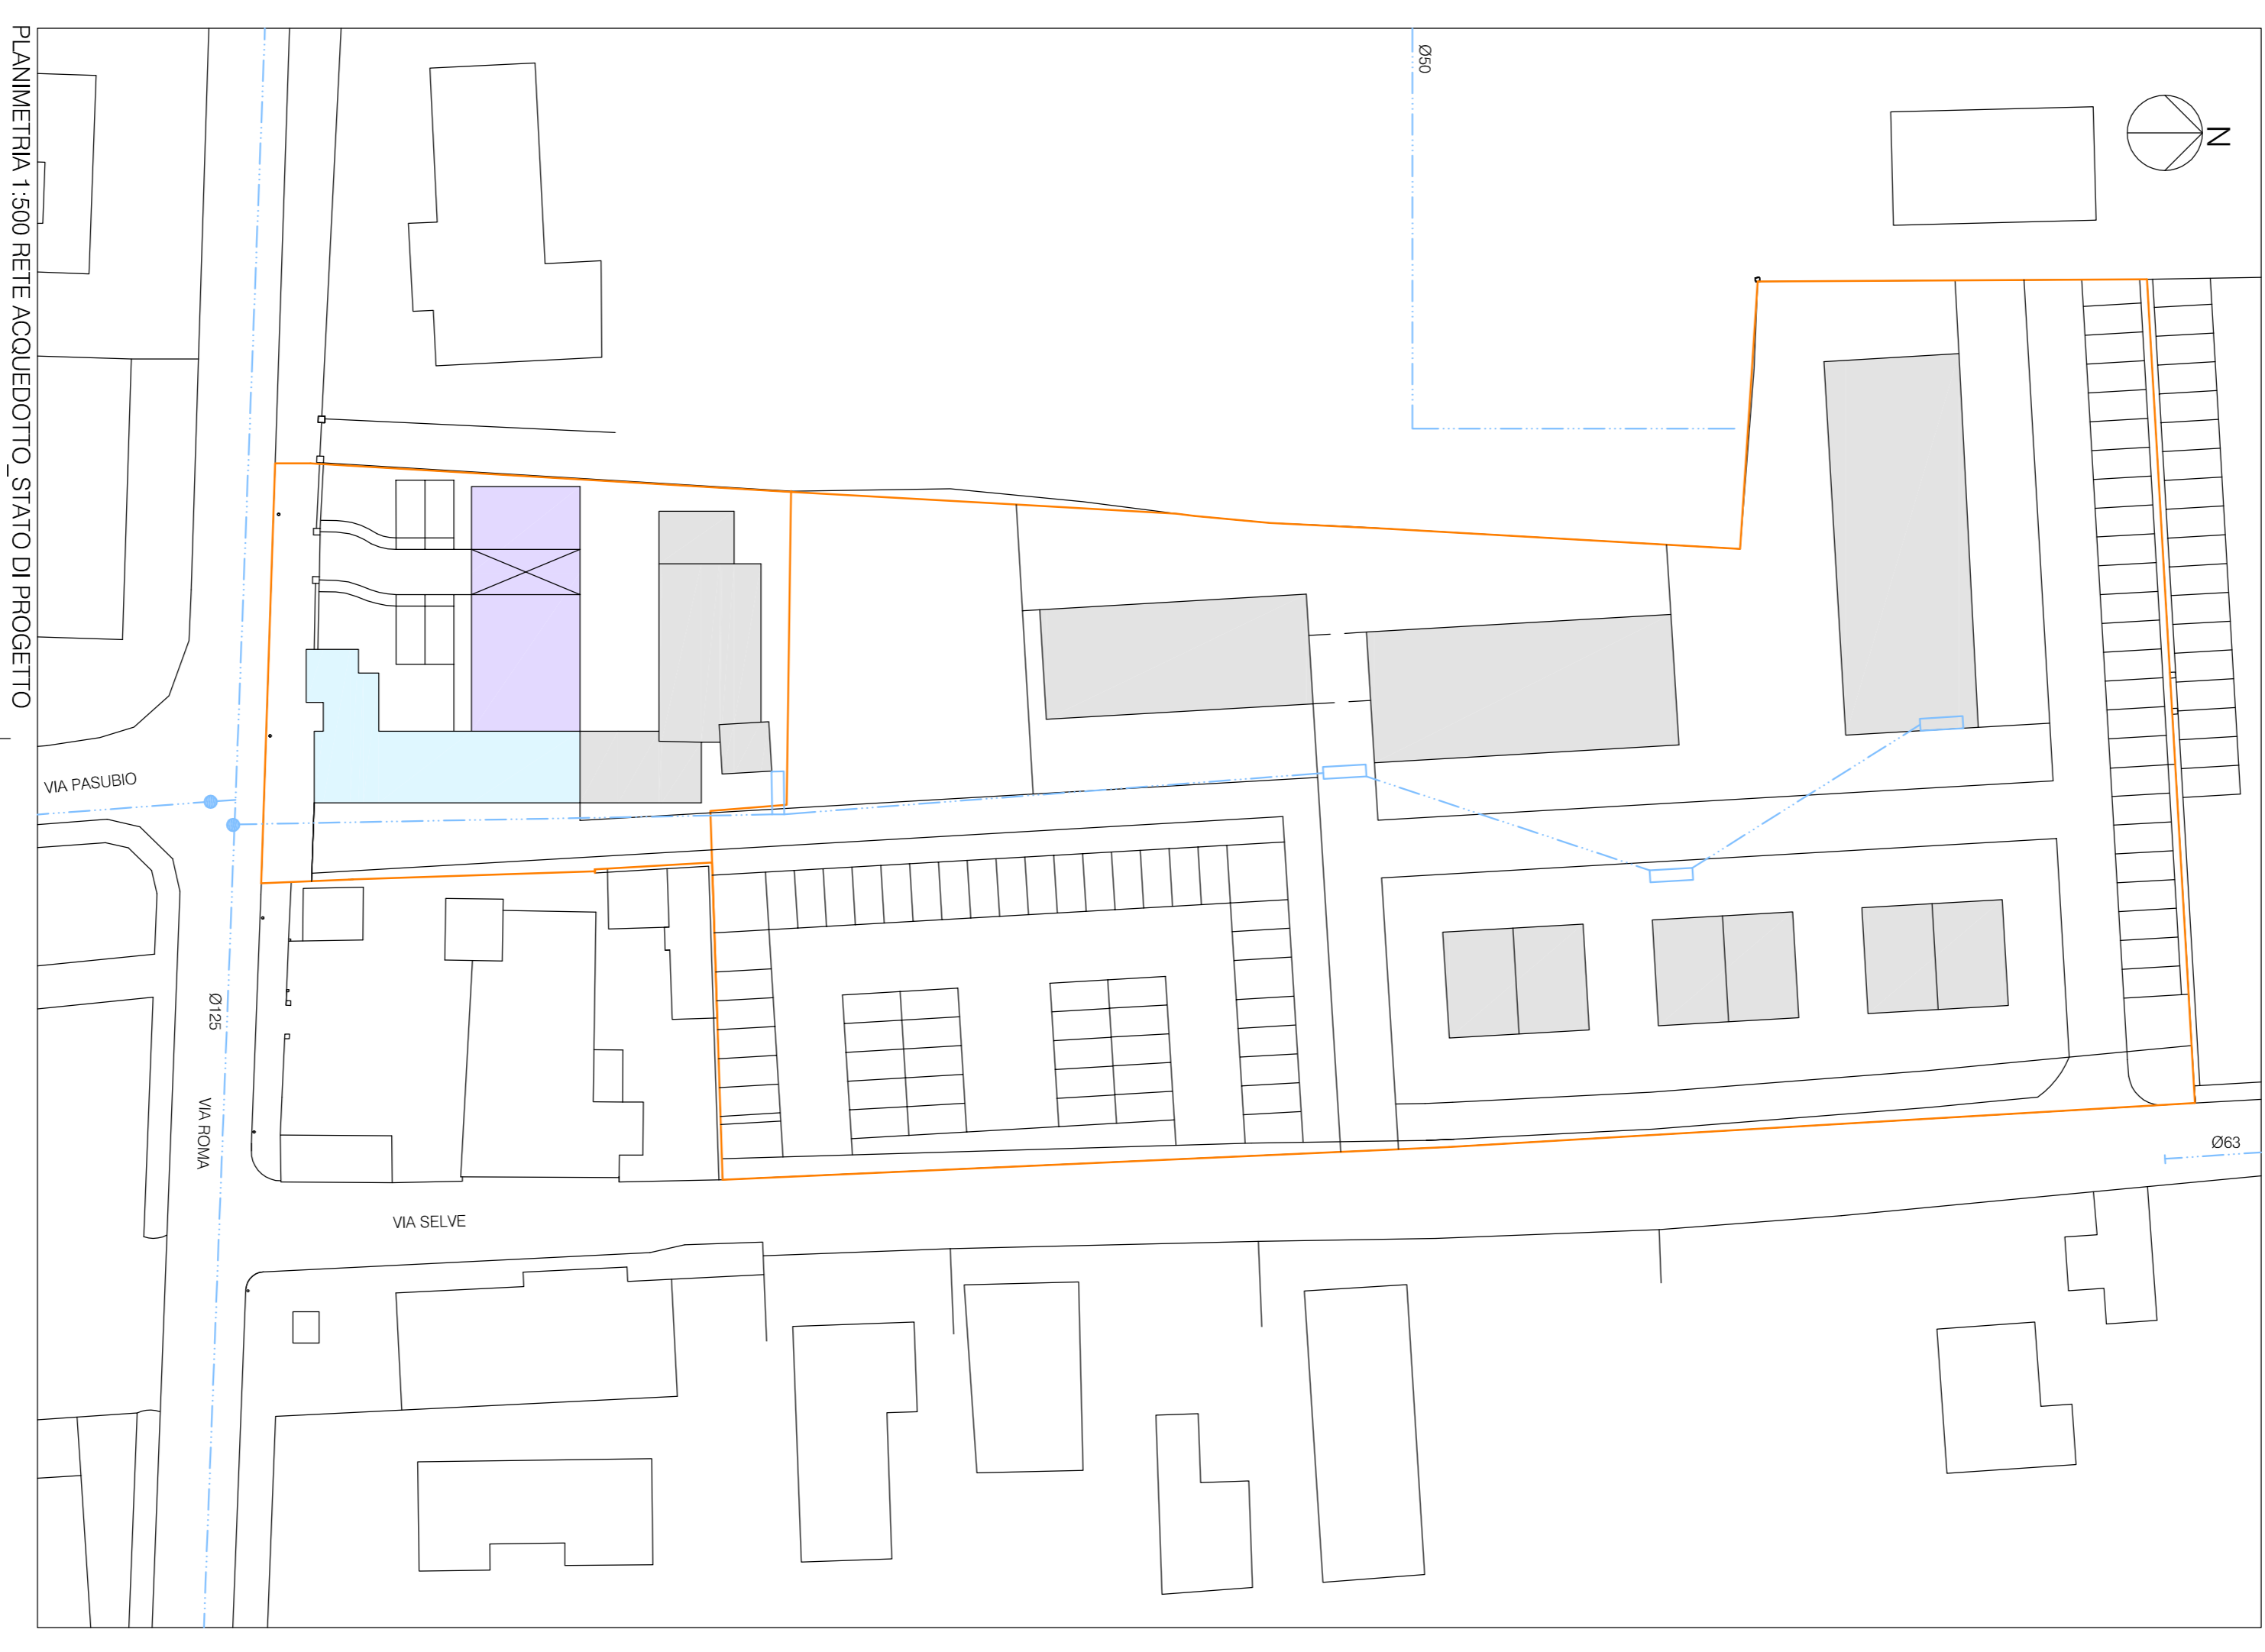 PLANIMETRIA 1:500 RETE ACQUEDOTTO_STATO DI PROGETTO
Ø50
N
VIA PASUBIO
Ø125
VIA ROMA
VIA SELVE
Ø63